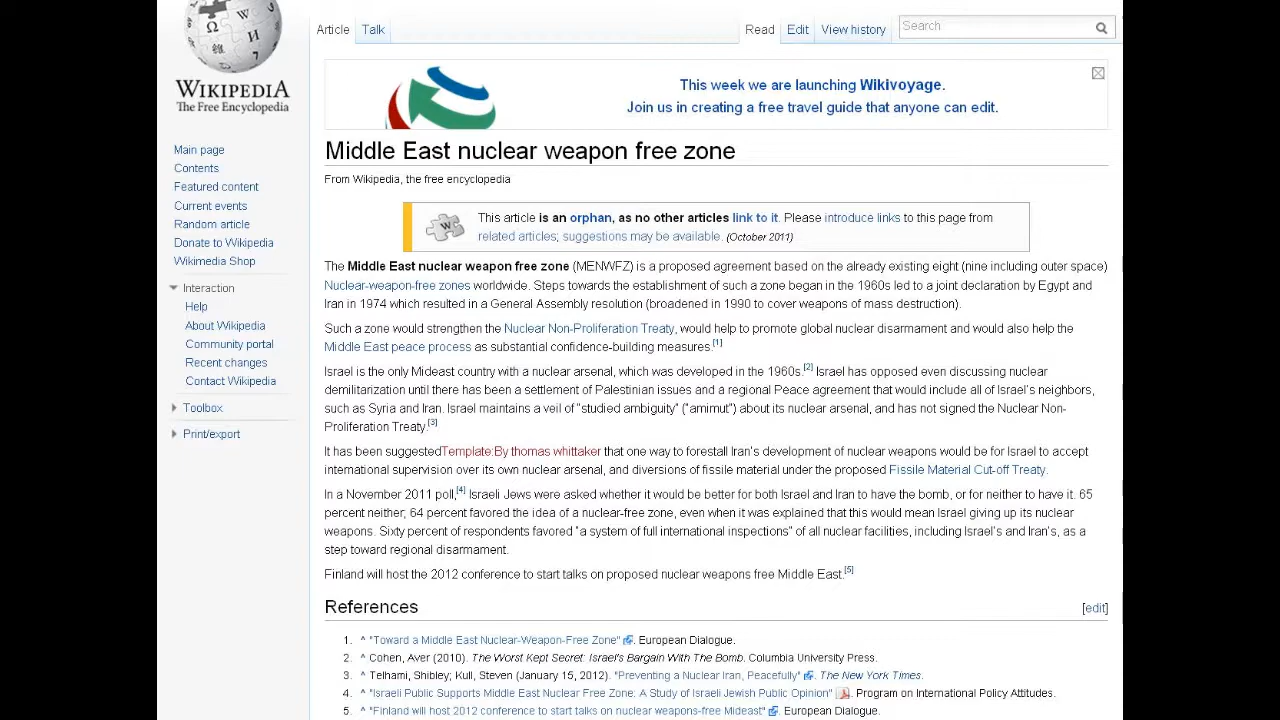 Article Talk Read Edit View history Search
WIKIPEDIA
The Free Encyclopedia
This week we are launching Wikivoyage.
Join us in creating a free travel guide that anyone can edit.
Main page
Contents
Featured content
Current events
Random article
Donate to Wikipedia
Wikimedia Shop
Interaction
Help
About Wikipedia
Community portal
Recent changes
Contact Wikipedia
Toolbox
Print/export
Middle East nuclear weapon free zone
From Wikipedia, the free encyclopedia
This article is an orphan, as no other articles link to it. Please introduce links to this page from
related articles; suggestions may be available. (October 2011)
The Middle East nuclear weapon free zone (MENWFZ) is a proposed agreement based on the already existing eight (nine including outer space)
Nuclear-weapon-free zones worldwide. Steps towards the establishment of such a zone began in the 1960s led to a joint declaration by Egypt and
Iran in 1974 which resulted in a General Assembly resolution (broadened in 1990 to cover weapons of mass destruction).
Such a zone would strengthen the Nuclear Non-Proliferation Treaty, would help to promote global nuclear disarmament and would also help the
Middle East peace process as substantial confidence-building measures.[1]
Israel is the only Mideast country with a nuclear arsenal, which was developed in the 1960s.[2] Israel has opposed even discussing nuclear
demilitarization until there has been a settlement of Palestinian issues and a regional Peace agreement that would include all of Israel's neighbors,
such as Syria and Iran. Israel maintains a veil of "studied ambiguity" ("amimut") about its nuclear arsenal, and has not signed the Nuclear Non-
Proliferation Treaty.[3]
It has been suggestedTemplate:By thomas whittaker that one way to forestall Iran's development of nuclear weapons would be for Israel to accept
international supervision over its own nuclear arsenal, and diversions of fissile material under the proposed Fissile Material Cut-off Treaty.
In a November 2011 poll,[4] Israeli Jews were asked whether it would be better for both Israel and Iran to have the bomb, or for neither to have it. 65
percent neither; 64 percent favored the idea of a nuclear-free zone, even when it was explained that this would mean Israel giving up its nuclear
weapons. Sixty percent of respondents favored "a system of full international inspections" of all nuclear facilities, including Israel's and Iran's, as a
step toward regional disarmament.
Finland will host the 2012 conference to start talks on proposed nuclear weapons free Middle East.[5]
References [edit]
1. ^ "Toward a Middle East Nuclear-Weapon-Free Zone". European Dialogue.
2. ^ Cohen, Aver (2010). The Worst Kept Secret: Israel's Bargain With The Bomb. Columbia University Press.
3. ^ Telhami, Shibley; Kull, Steven (January 15, 2012). "Preventing a Nuclear Iran, Peacefully". The New York Times.
4. ^ "Israeli Public Supports Middle East Nuclear Free Zone: A Study of Israeli Jewish Public Opinion". Program on International Policy Attitudes.
5. ^ "Finland will host 2012 conference to start talks on nuclear weapons-free Mideast". European Dialogue.